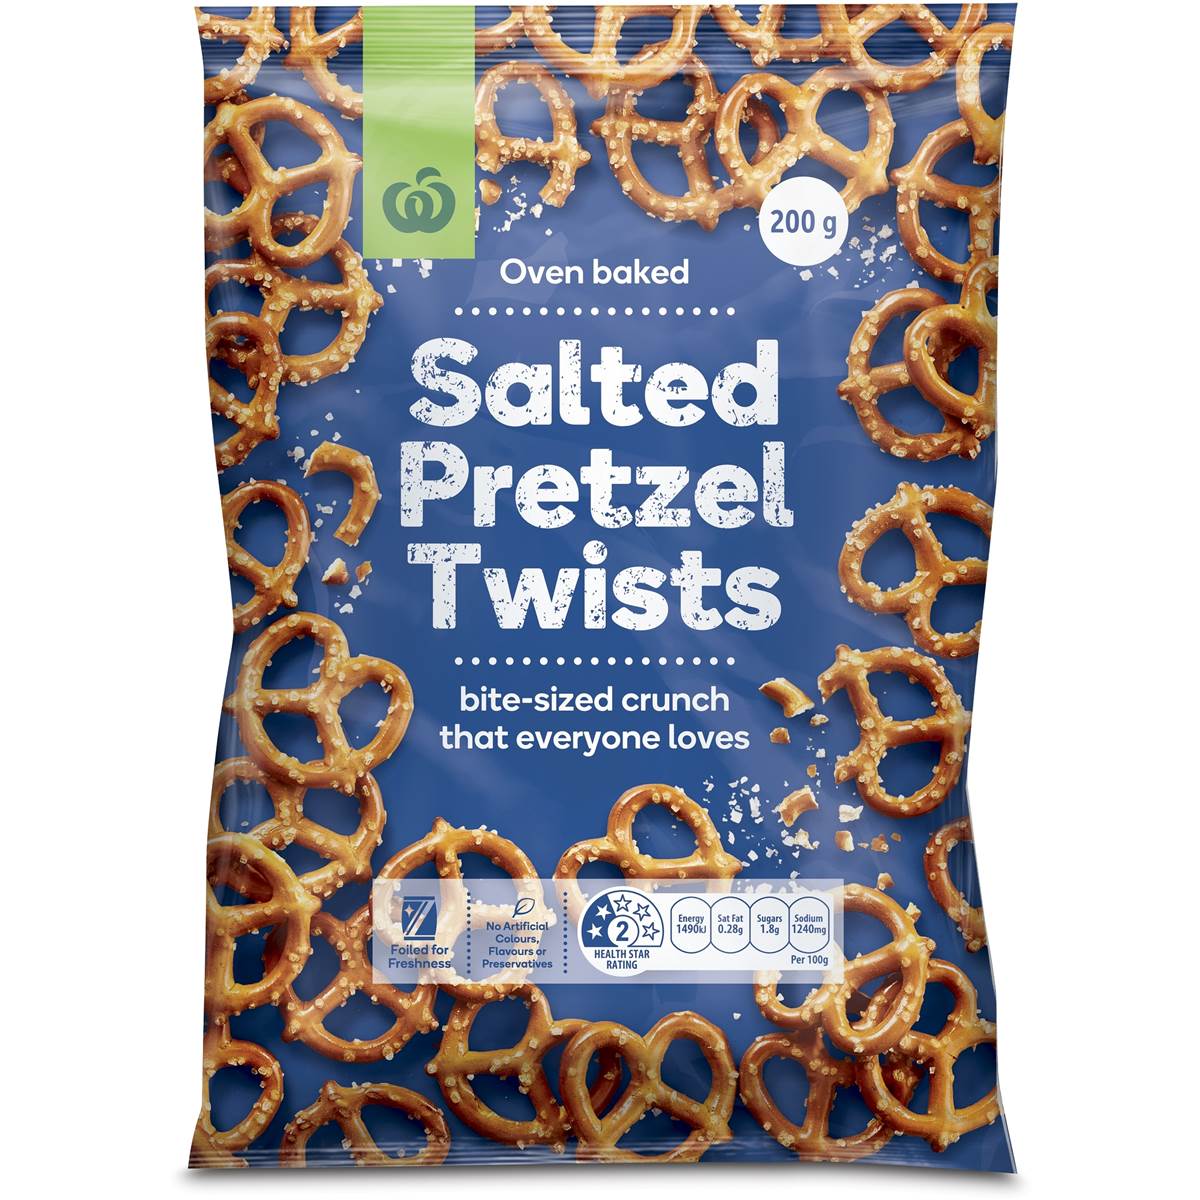 200 g
Oven baked
Salted
Pretzel
Twists
bite-sized crunch
that everyone loves
Foiled for
Freshness
No Artificial
Colours,
Flavours or
Preservatives
2
HEALTH STAR
RATING
Energy
1490kJ
Sat Fat
0.28g
Sugars
1.8g
Sodium
1240mg
Per 100g